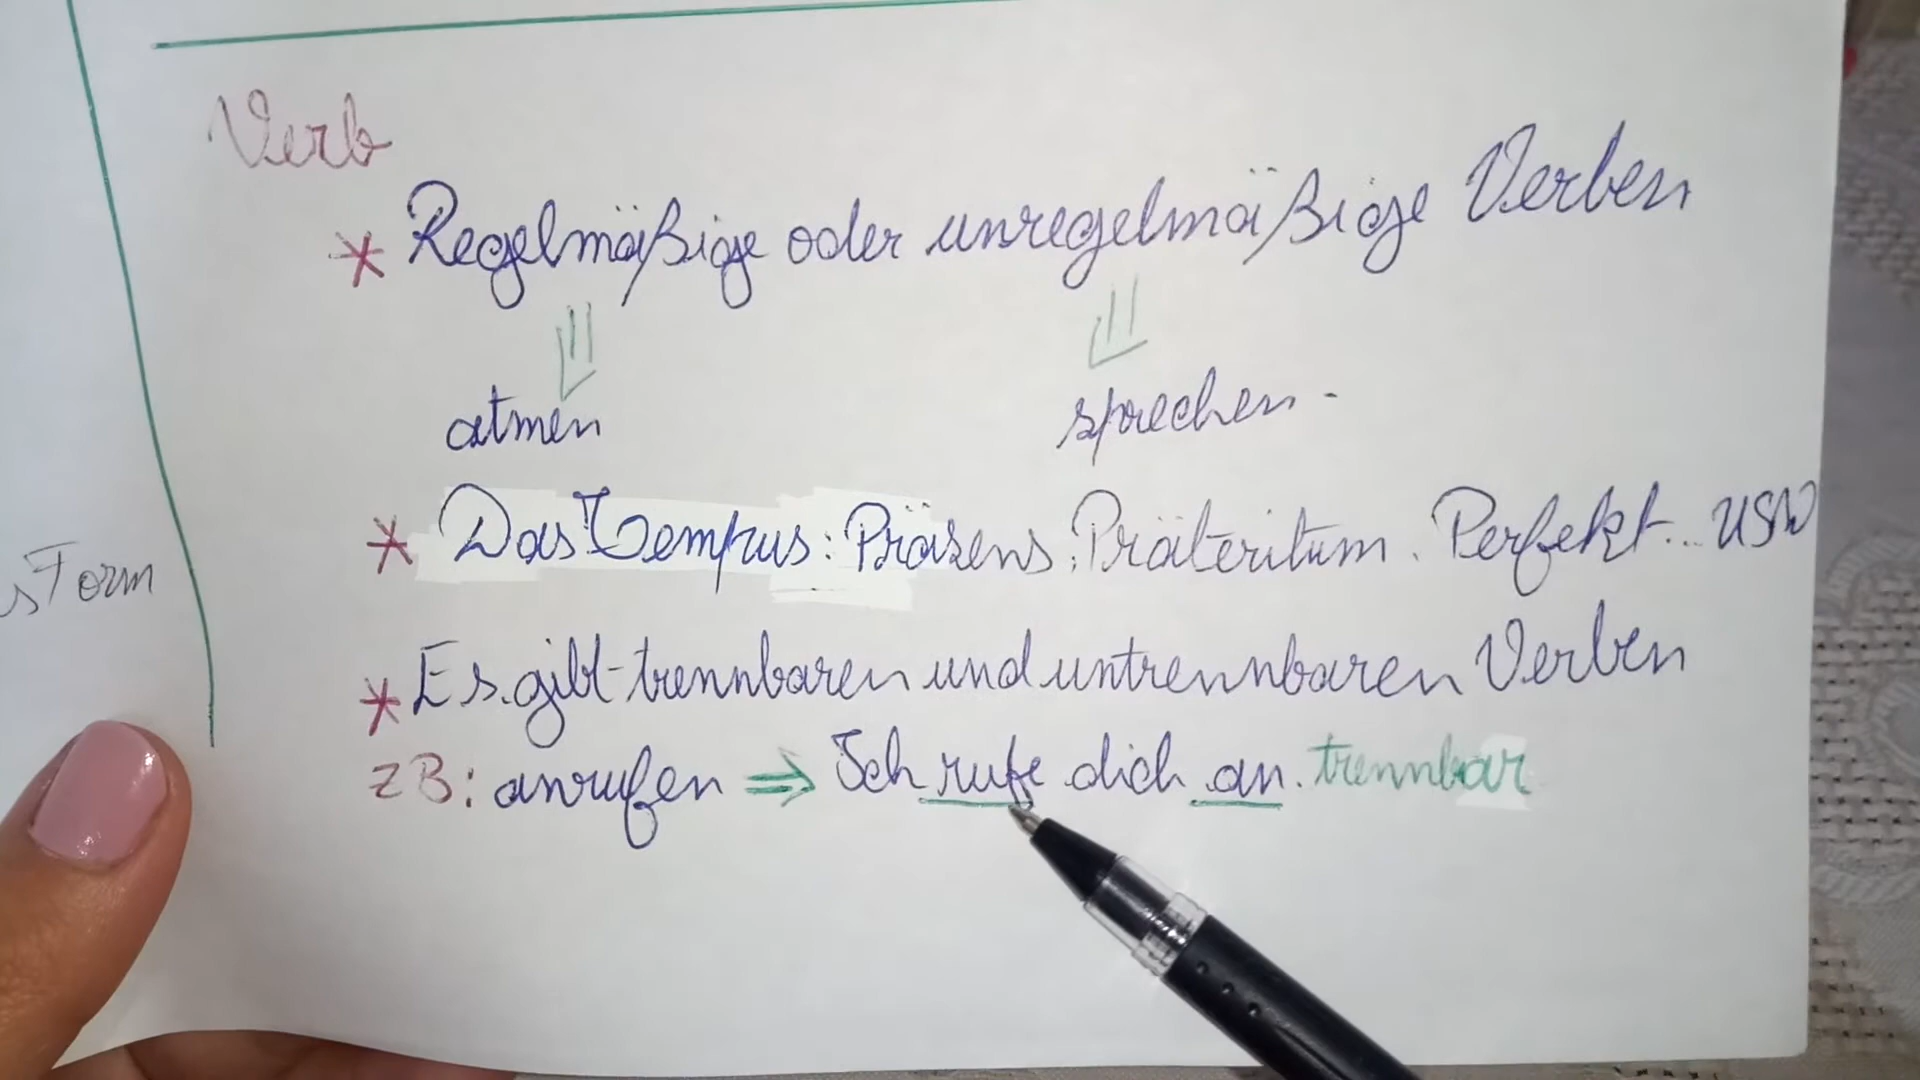 Verb
* Regelmäßige oder unregelmäßige Verben
atmen sprechen.
* Das Tempus: Präsens, Präteritum. Perfekt... USW
s Form
* Es gibt trennbaren und untrennbaren Verben
ZB: anrufen ⇒ Ich rufe dich an. trennbar